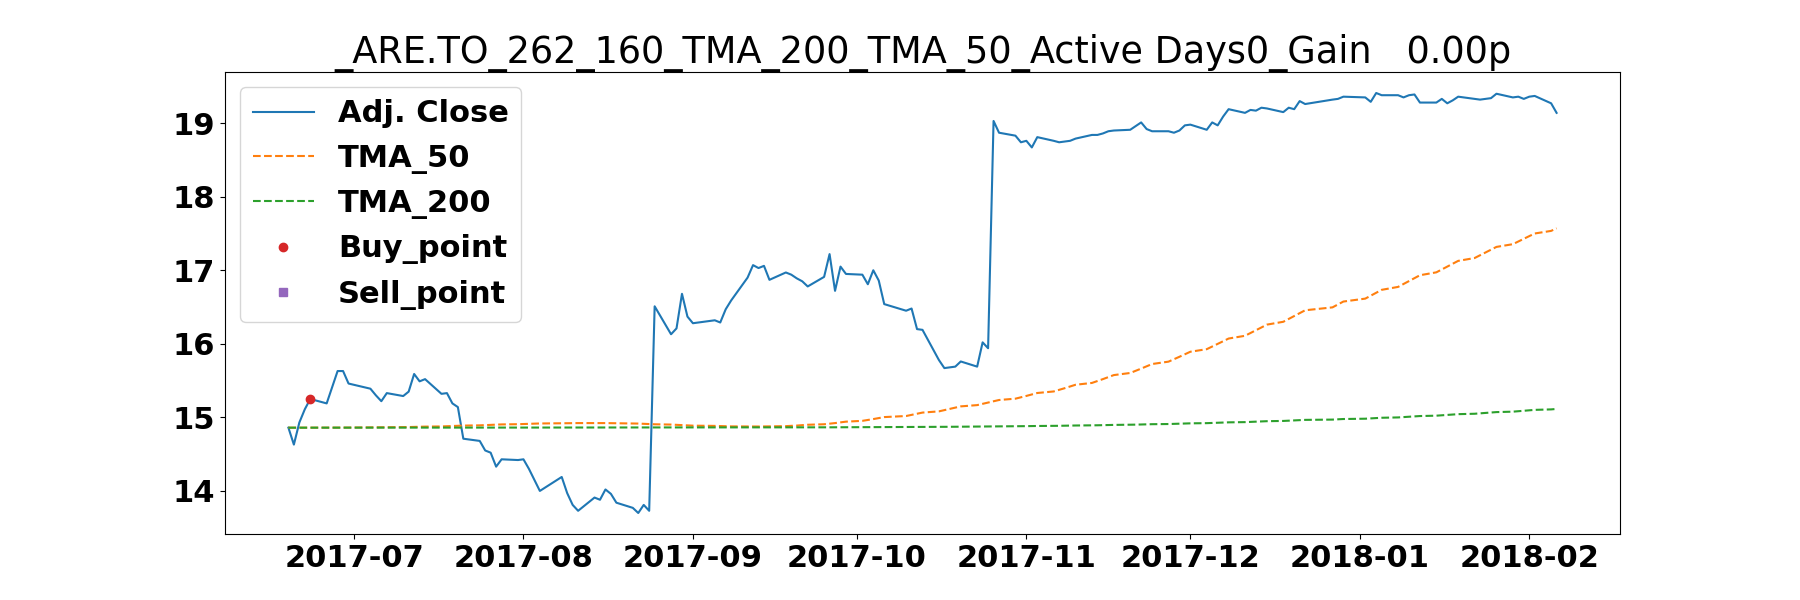 _ARE.TO_262_160_TMA_200_TMA_50_Active Days0_Gain   0.00p
Adj. Close
TMA_50
TMA_200
Buy_point
Sell_point
19
18
17
16
15
14
2017-07 2017-08 2017-09 2017-10 2017-11 2017-12 2018-01 2018-02